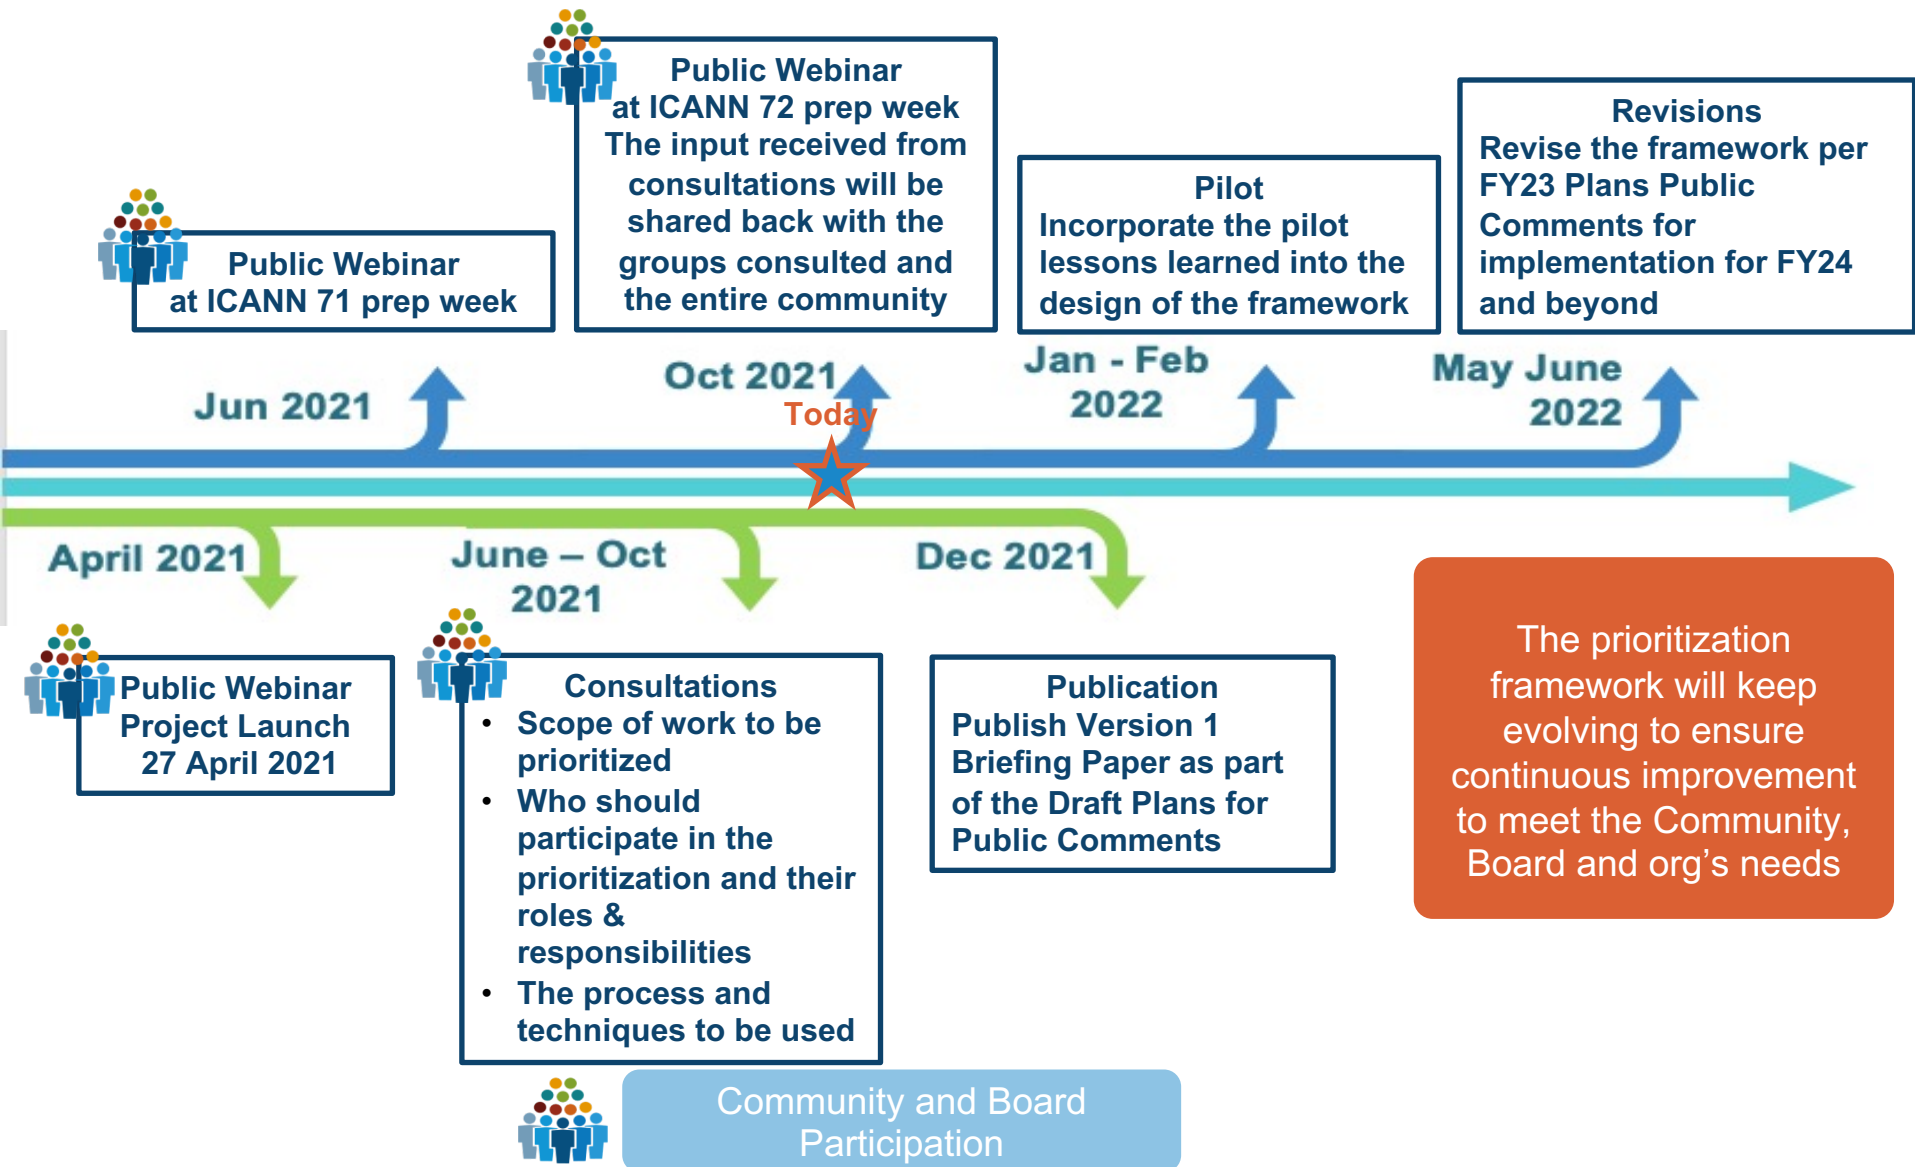 Public Webinar
at ICANN 71 prep week
Public Webinar
at ICANN 72 prep week
The input received from
consultations will be
shared back with the
groups consulted and
the entire community
Pilot
Incorporate the pilot
lessons learned into the
design of the framework
Revisions
Revise the framework per
FY23 Plans Public
Comments for
implementation for FY24
and beyond
Jun 2021
Oct 2021
Today
Jan - Feb
2022
May June
2022
April 2021
June – Oct
2021
Dec 2021
Public Webinar
Project Launch
27 April 2021
Consultations
• Scope of work to be
prioritized
• Who should
participate in the
prioritization and their
roles &
responsibilities
• The process and
techniques to be used
Publication
Publish Version 1
Briefing Paper as part
of the Draft Plans for
Public Comments
The prioritization
framework will keep
evolving to ensure
continuous improvement
to meet the Community,
Board and org’s needs
Community and Board
Participation